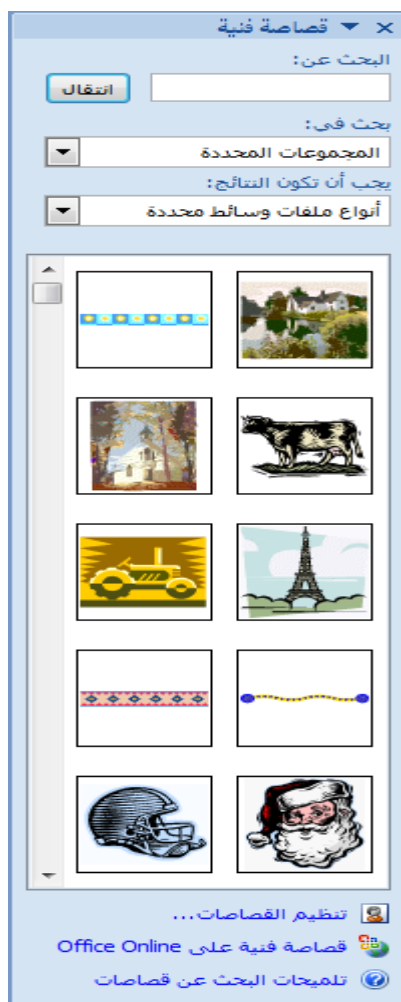 قصاصة فنية
البحث عن:
انتقال
بحث في:
المجموعات المحددة
يجب أن تكون النتائج:
أنواع ملفات وسائط محددة
تنظيم القصاصات...
قصاصة فنية على Office Online
تلميحات البحث عن قصاصات